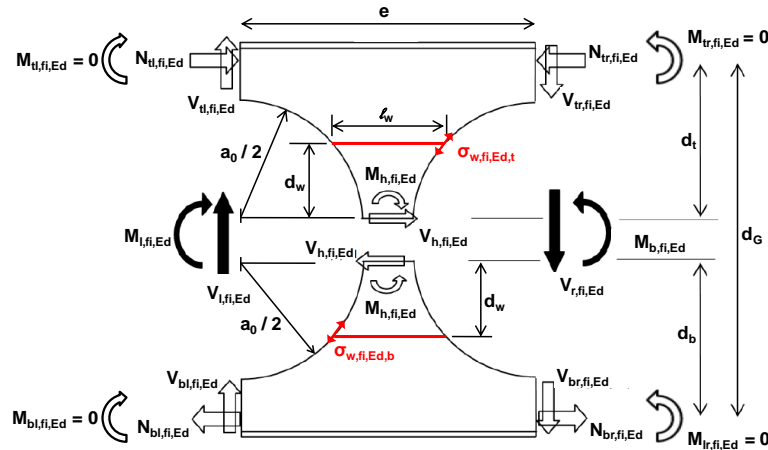 e
M_tl,fi,Ed = 0
N_tl,fi,Ed
N_tr,fi,Ed
M_tr,fi,Ed = 0
V_tl,fi,Ed
V_tr,fi,Ed
ℓ_w
a_0 / 2
d_w
σ_w,fi,Ed,t
d_t
M_h,fi,Ed
M_l,fi,Ed
V_h,fi,Ed
V_h,fi,Ed
M_b,fi,Ed
d_G
V_l,fi,Ed
M_h,fi,Ed
V_r,fi,Ed
a_0 / 2
d_w
d_b
σ_w,fi,Ed,b
V_bl,fi,Ed
V_br,fi,Ed
M_bl,fi,Ed = 0
N_bl,fi,Ed
N_br,fi,Ed
M_lr,fi,Ed = 0